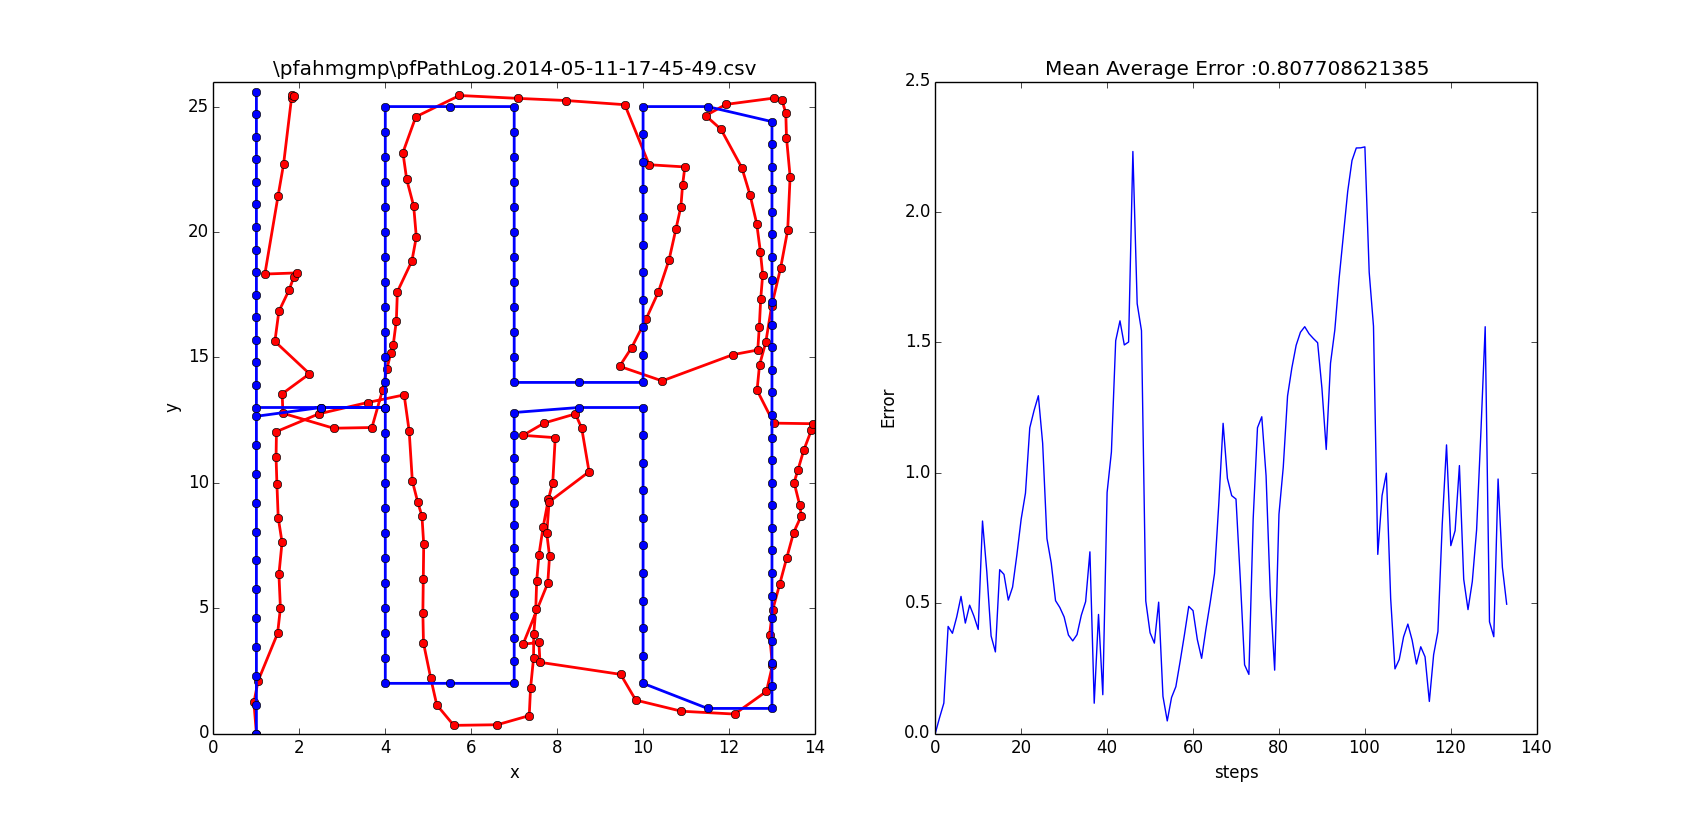 \pfahmgmp\pfPathLog.2014-05-11-17-45-49.csv
25
20
15
10
5
0
y
0 2 4 6 8 10 12 14
x
Mean Average Error :0.807708621385
2.5
2.0
1.5
1.0
0.5
0.0
Error
0 20 40 60 80 100 120 140
steps